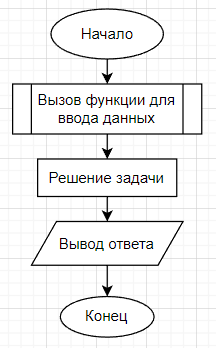 Начало
Вызов функции для
ввода данных
Решение задачи
Вывод ответа
Конец